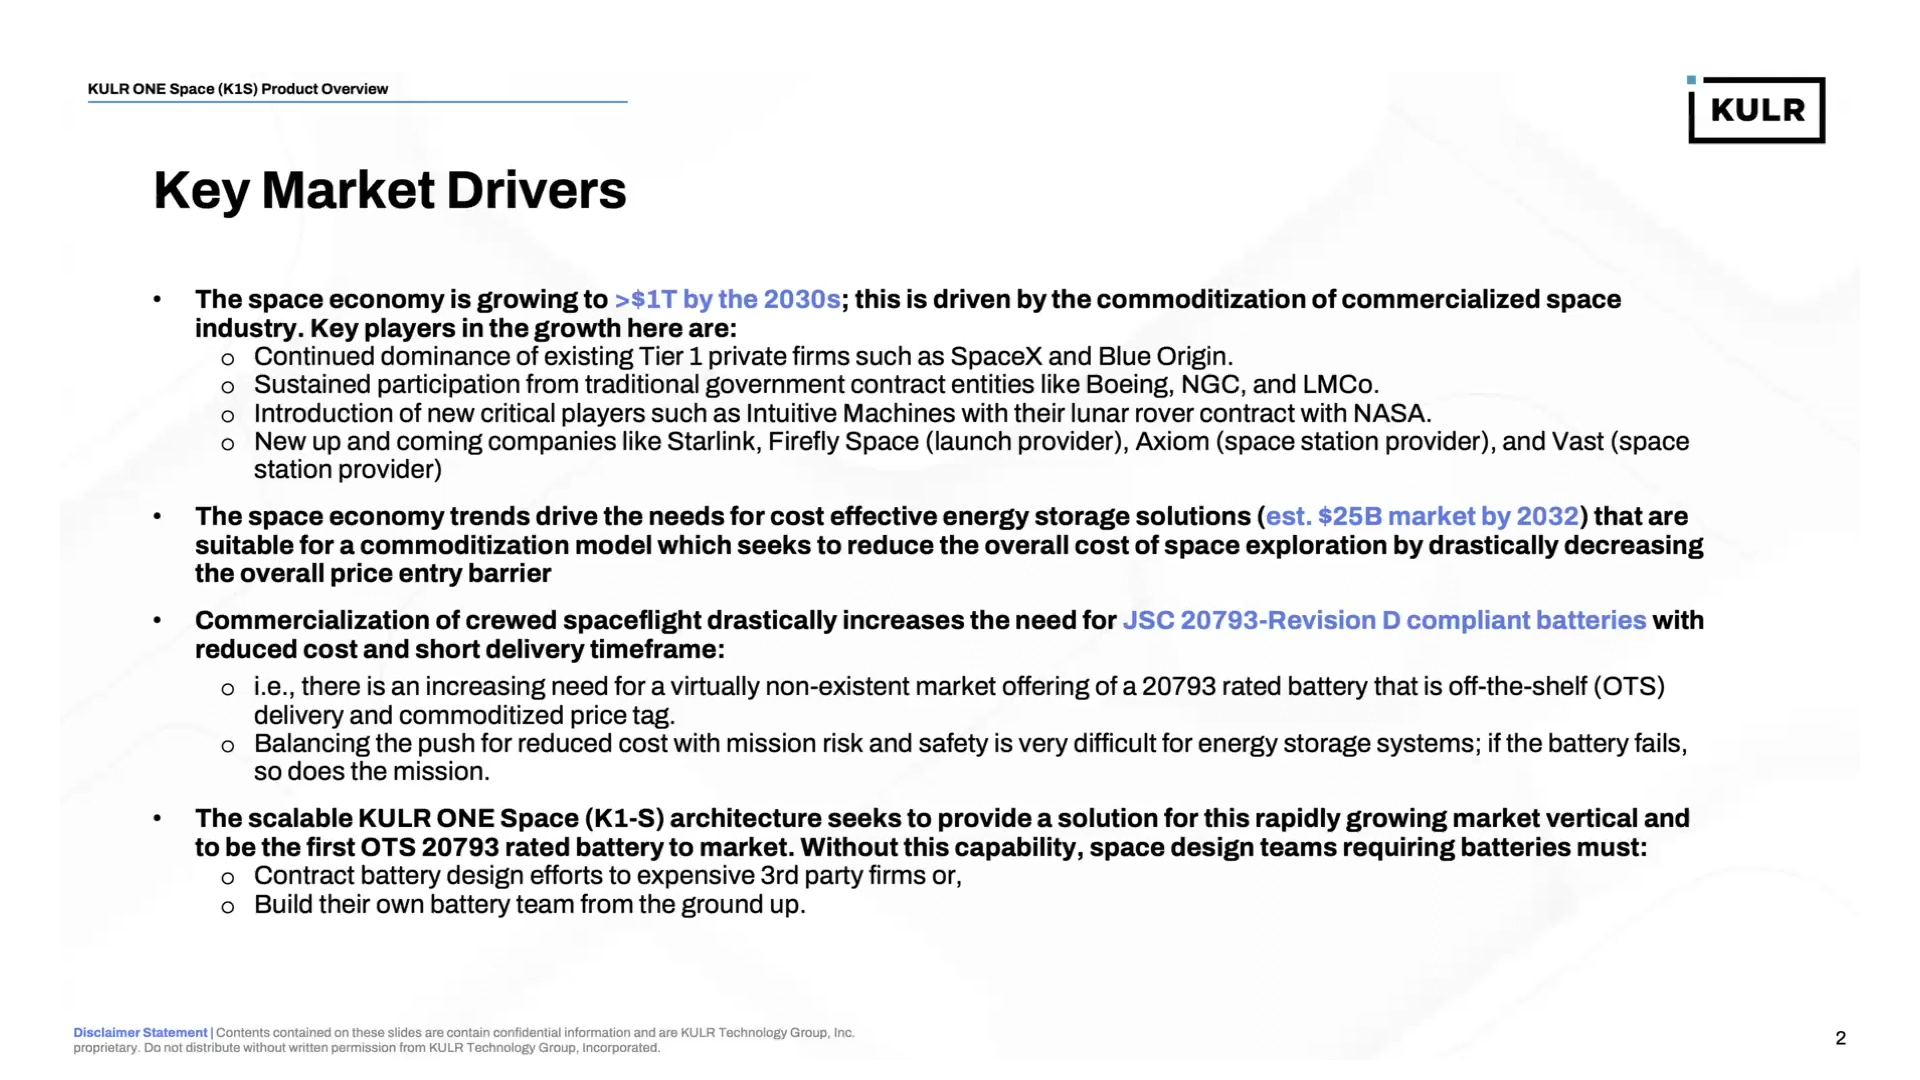 KULR ONE Space (K1S) Product Overview
KULR
Key Market Drivers
• The space economy is growing to >$1T by the 2030s; this is driven by the commoditization of commercialized space
industry. Key players in the growth here are:
o Continued dominance of existing Tier 1 private firms such as SpaceX and Blue Origin.
o Sustained participation from traditional government contract entities like Boeing, NGC, and LMCo.
o Introduction of new critical players such as Intuitive Machines with their lunar rover contract with NASA.
o New up and coming companies like Starlink, Firefly Space (launch provider), Axiom (space station provider), and Vast (space
station provider)
• The space economy trends drive the needs for cost effective energy storage solutions (est. $25B market by 2032) that are
suitable for a commoditization model which seeks to reduce the overall cost of space exploration by drastically decreasing
the overall price entry barrier
• Commercialization of crewed spaceflight drastically increases the need for JSC 20793-Revision D compliant batteries with
reduced cost and short delivery timeframe:
o i.e., there is an increasing need for a virtually non-existent market offering of a 20793 rated battery that is off-the-shelf (OTS)
delivery and commoditized price tag.
o Balancing the push for reduced cost with mission risk and safety is very difficult for energy storage systems; if the battery fails,
so does the mission.
• The scalable KULR ONE Space (K1-S) architecture seeks to provide a solution for this rapidly growing market vertical and
to be the first OTS 20793 rated battery to market. Without this capability, space design teams requiring batteries must:
o Contract battery design efforts to expensive 3rd party firms or,
o Build their own battery team from the ground up.
Disclaimer Statement | Contents contained on these slides are contain confidential information and are KULR Technology Group, Inc.
proprietary. Do not distribute without written permission from KULR Technology Group, Incorporated.
2